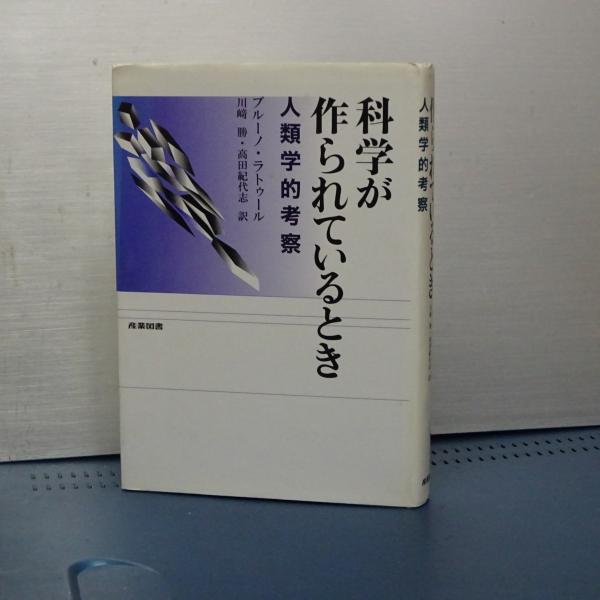 科学が
作られているとき
人類学的考察
ブルーノ・ラトゥール
川﨑 勝・高田紀代志 訳
産業図書
人類学的考察